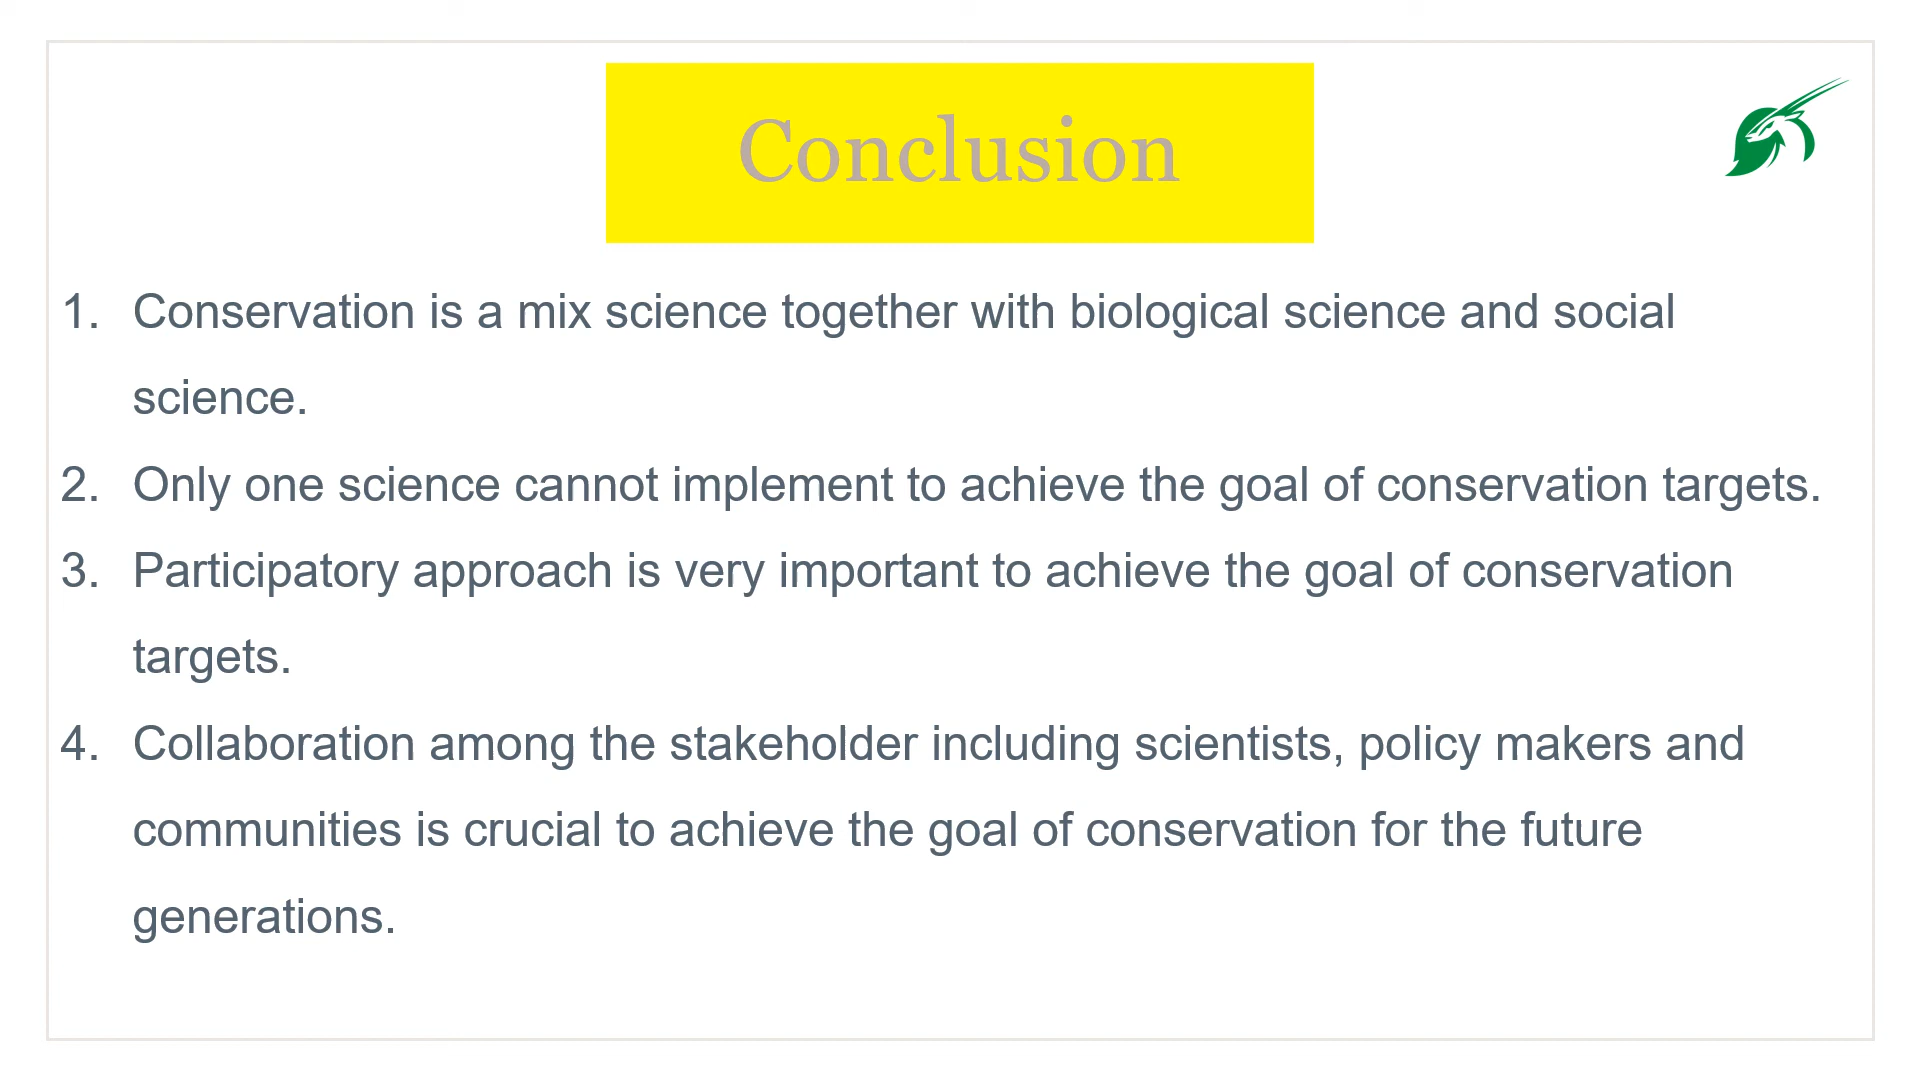 Conclusion
1. Conservation is a mix science together with biological science and social
science.
2. Only one science cannot implement to achieve the goal of conservation targets.
3. Participatory approach is very important to achieve the goal of conservation
targets.
4. Collaboration among the stakeholder including scientists, policy makers and
communities is crucial to achieve the goal of conservation for the future
generations.